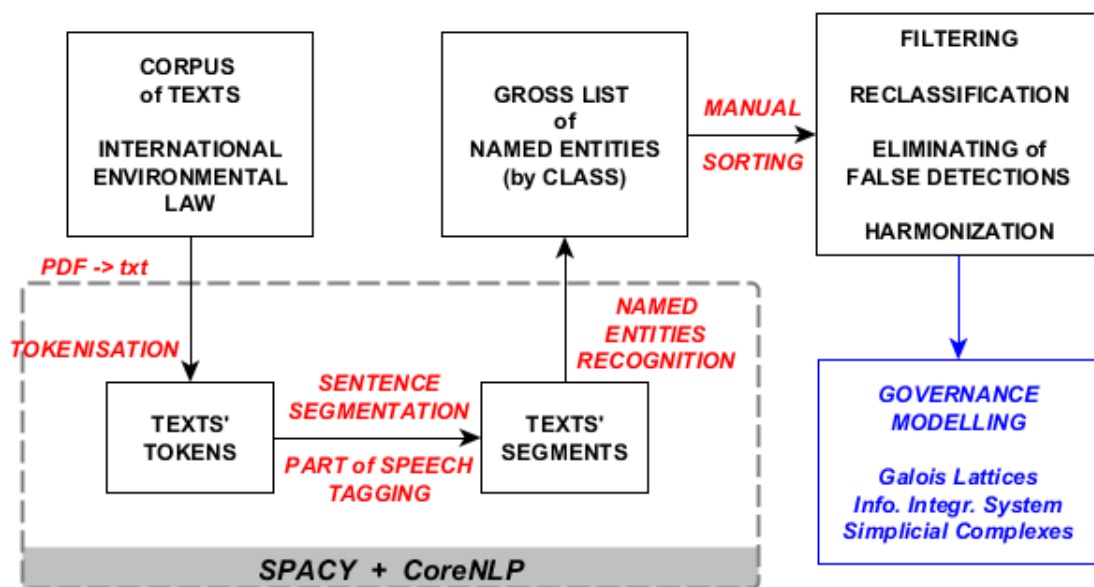 CORPUS
of TEXTS
INTERNATIONAL
ENVIRONMENTAL
LAW
PDF -> txt
TOKENISATION
TEXTS'
TOKENS
SENTENCE
SEGMENTATION
PART of SPEECH
TAGGING
TEXTS'
SEGMENTS
NAMED
ENTITIES
RECOGNITION
GROSS LIST
of
NAMED ENTITIES
(by CLASS)
MANUAL
SORTING
FILTERING
RECLASSIFICATION
ELIMINATING of
FALSE DETECTIONS
HARMONIZATION
GOVERNANCE
MODELLING
Galois Lattices
Info. Integr. System
Simplicial Complexes
SPACY + CoreNLP